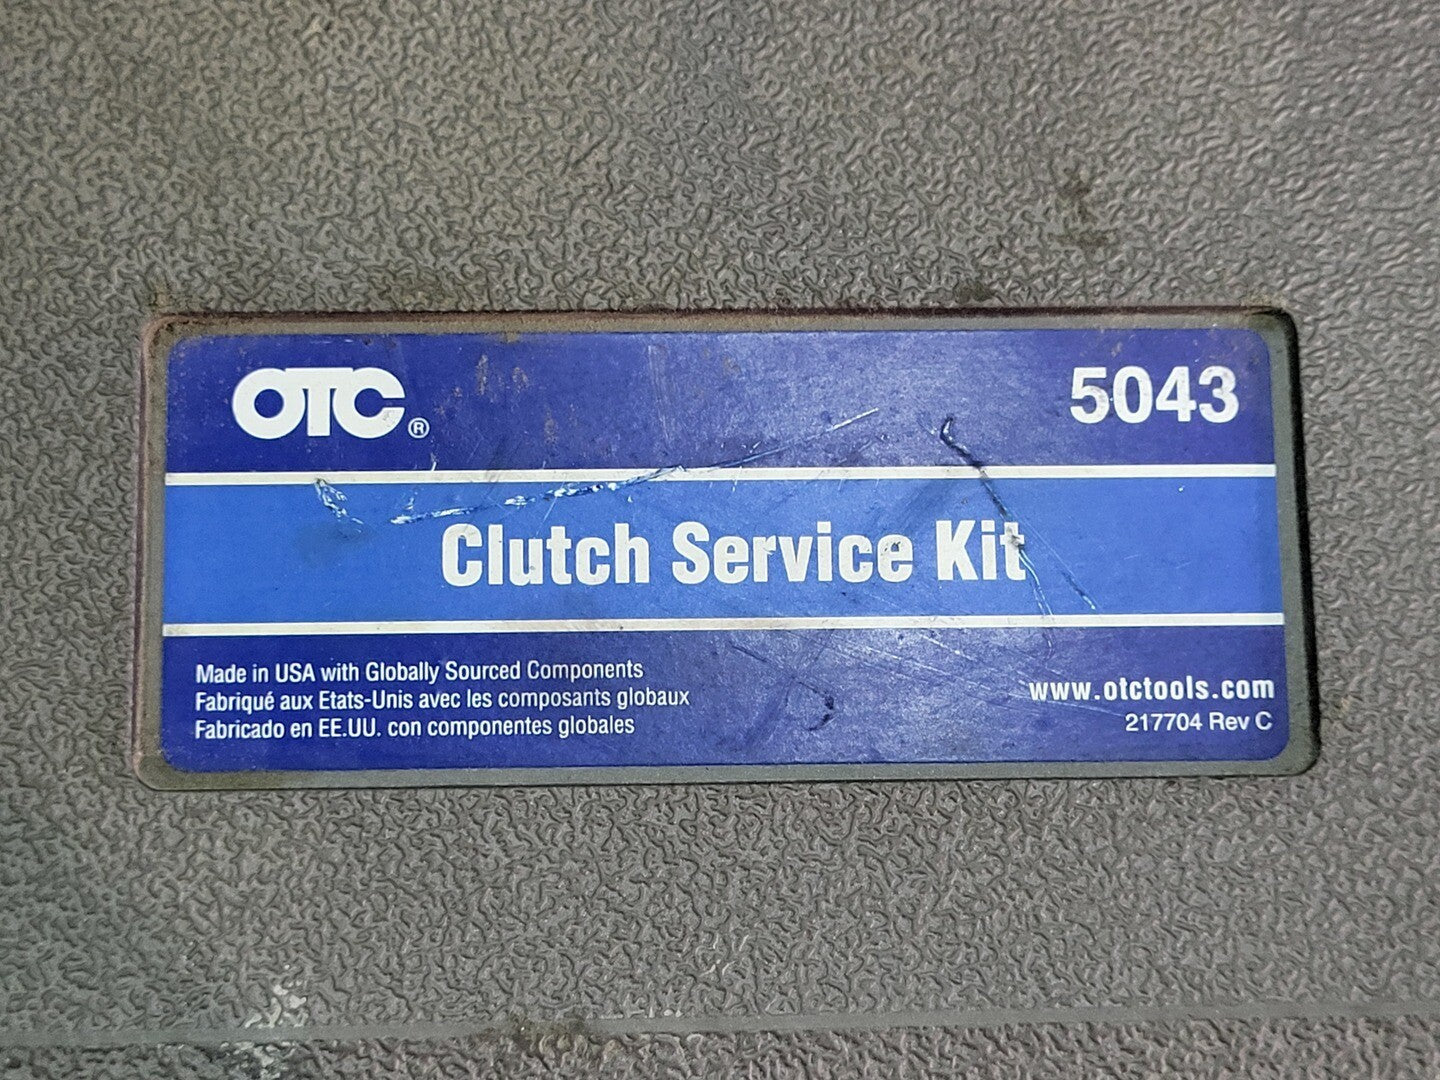 OTC® 5043
Clutch Service Kit
Made in USA with Globally Sourced Components
Fabriqué aux Etats-Unis avec les composants globaux
Fabricado en EE.UU. con componentes globales
www.otctools.com
217704 Rev C